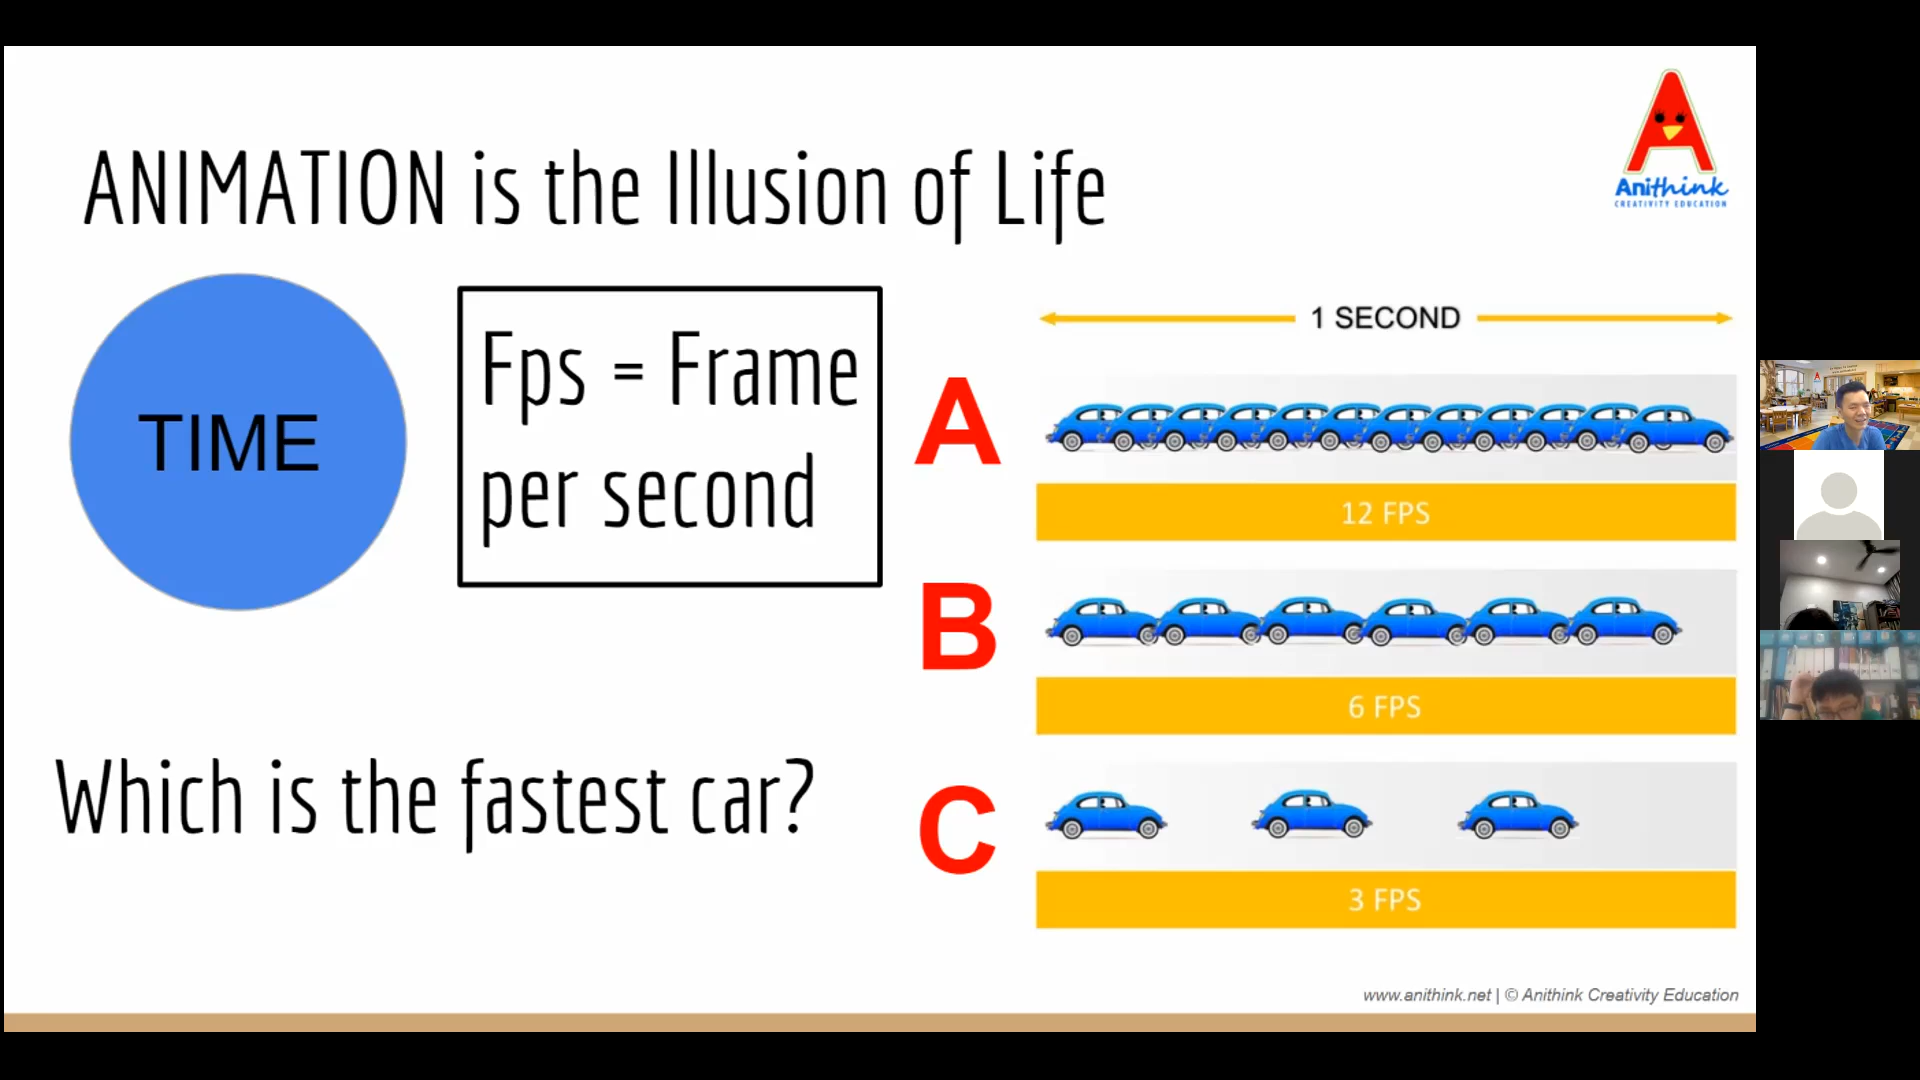 ANIMATION is the Illusion of Life
Anithink
CREATIVITY EDUCATION
TIME
Fps = Frame
per second
1 SECOND
A
12 FPS
B
6 FPS
Which is the fastest car?
C
3 FPS
www.anithink.net | © Anithink Creativity Education